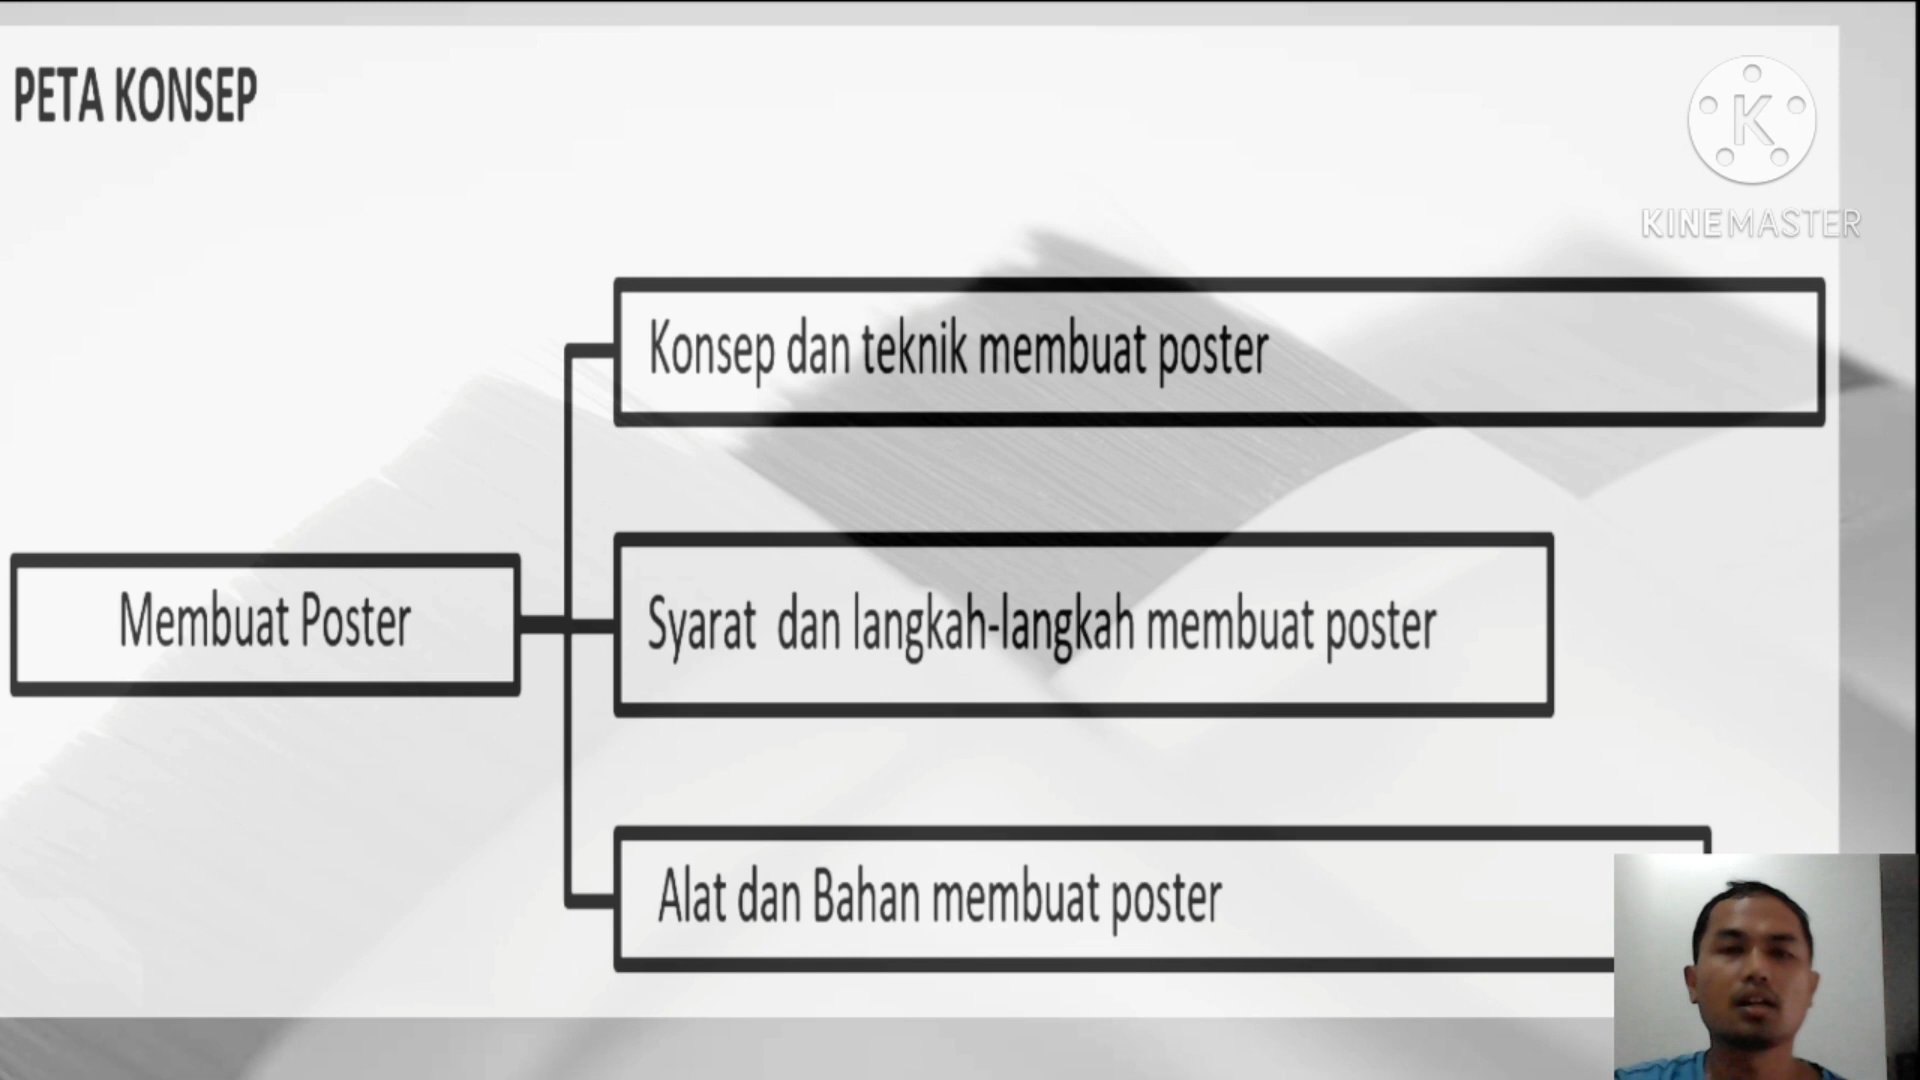 PETA KONSEP
K
KINEMASTER
Konsep dan teknik membuat poster
Membuat Poster
Syarat dan langkah-langkah membuat poster
Alat dan Bahan membuat poster